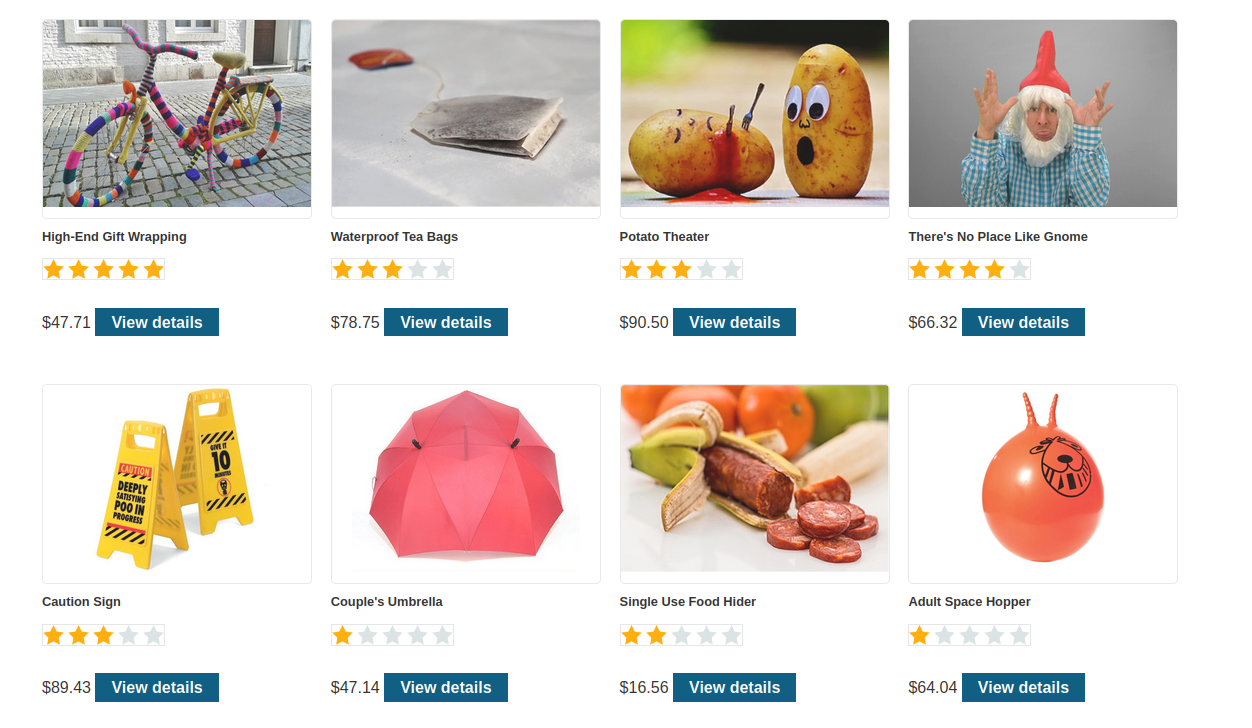 High-End Gift Wrapping
Waterproof Tea Bags
Potato Theater
There's No Place Like Gnome
$47.71 View details
$78.75 View details
$90.50 View details
$66.32 View details
CAUTION
DEEPLY
SATISFYING
POO IN
PROGRESS
GIVE IT
10
MINUTES
Caution Sign
Couple's Umbrella
Single Use Food Hider
Adult Space Hopper
$89.43 View details
$47.14 View details
$16.56 View details
$64.04 View details